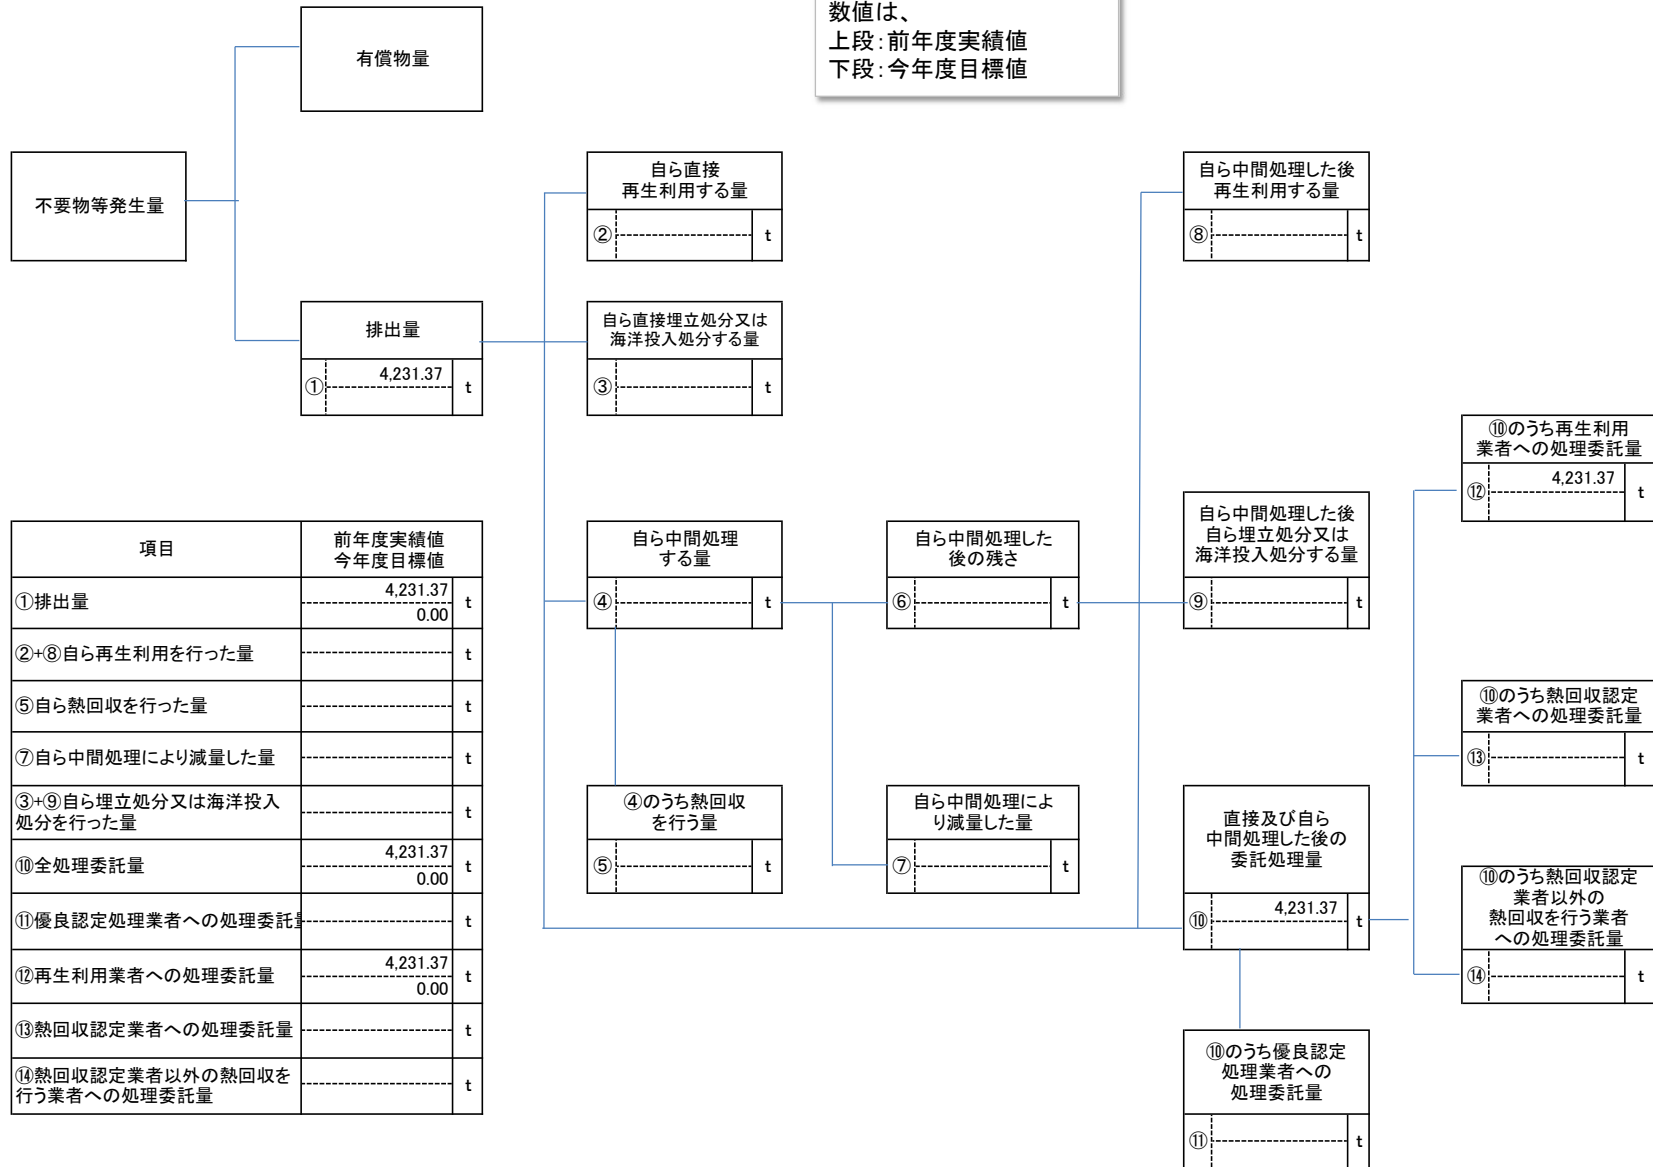 数値は、
上段：前年度実績値
下段：今年度目標値
有償物量
不要物等発生量
自ら直接
再生利用する量
② t
自ら中間処理した後
再生利用する量
⑧ t
排出量
① 4,231.37 t
自ら直接埋立処分又は
海洋投入処分する量
③ t
⑩のうち再生利用
業者への処理委託量
⑫ 4,231.37 t
自ら中間処理
する量
④ t
自ら中間処理した
後の残さ
⑥ t
自ら中間処理した後
自ら埋立処分又は
海洋投入処分する量
⑨ t
⑩のうち熱回収認定
業者への処理委託量
⑬ t
④のうち熱回収
を行う量
⑤ t
自ら中間処理によ
り減量した量
⑦ t
直接及び自ら
中間処理した後の
委託処理量
⑩ 4,231.37 t
⑩のうち熱回収認定
業者以外の
熱回収を行う業者
への処理委託量
⑭ t
⑩のうち優良認定
処理業者への
処理委託量
⑪ t
項目
前年度実績値
今年度目標値
①排出量 4,231.37 t
0.00
②+⑧自ら再生利用を行った量 t
⑤自ら熱回収を行った量 t
⑦自ら中間処理により減量した量 t
③+⑨自ら埋立処分又は海洋投入
処分を行った量 t
⑩全処理委託量 4,231.37 t
0.00
⑪優良認定処理業者への処理委託 t
⑫再生利用業者への処理委託量 4,231.37 t
0.00
⑬熱回収認定業者への処理委託量 t
⑭熱回収認定業者以外の熱回収を
行う業者への処理委託量 t